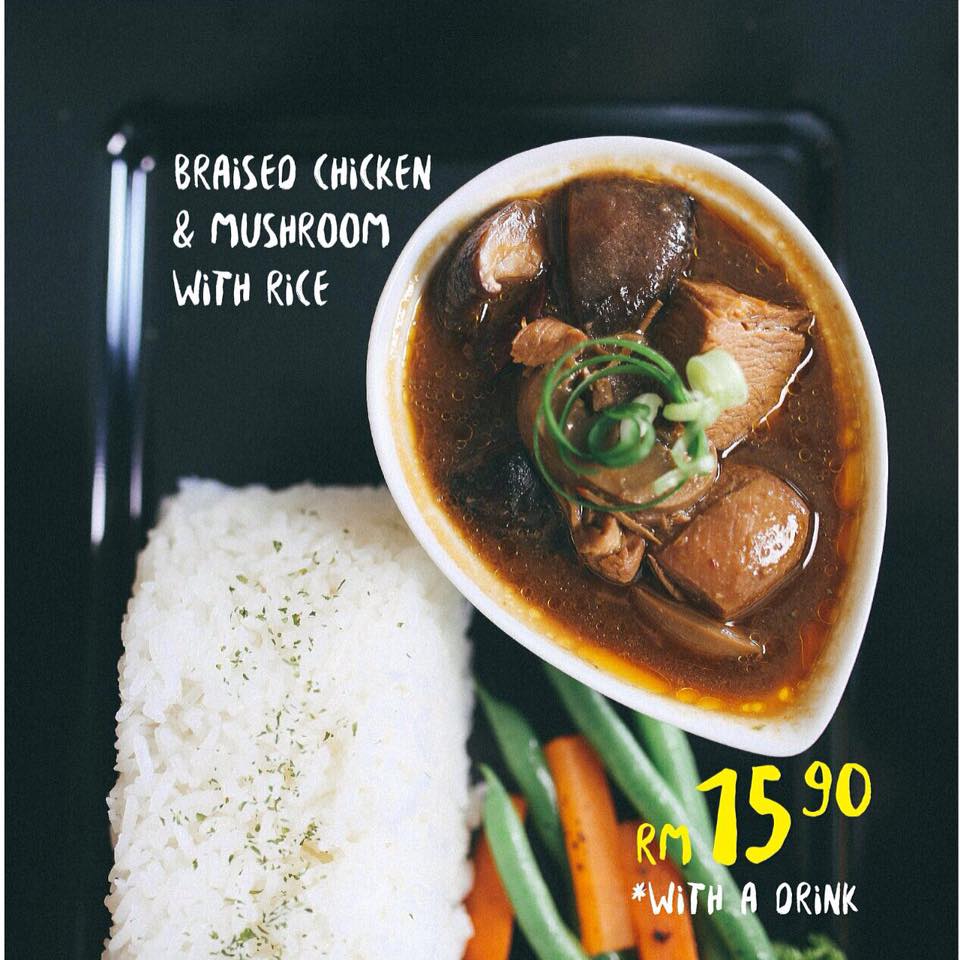 BRAiSED CHiCKEN
& MUSHROOM
WiTH RiCE
RM 15 90
*WiTH A DRiNK